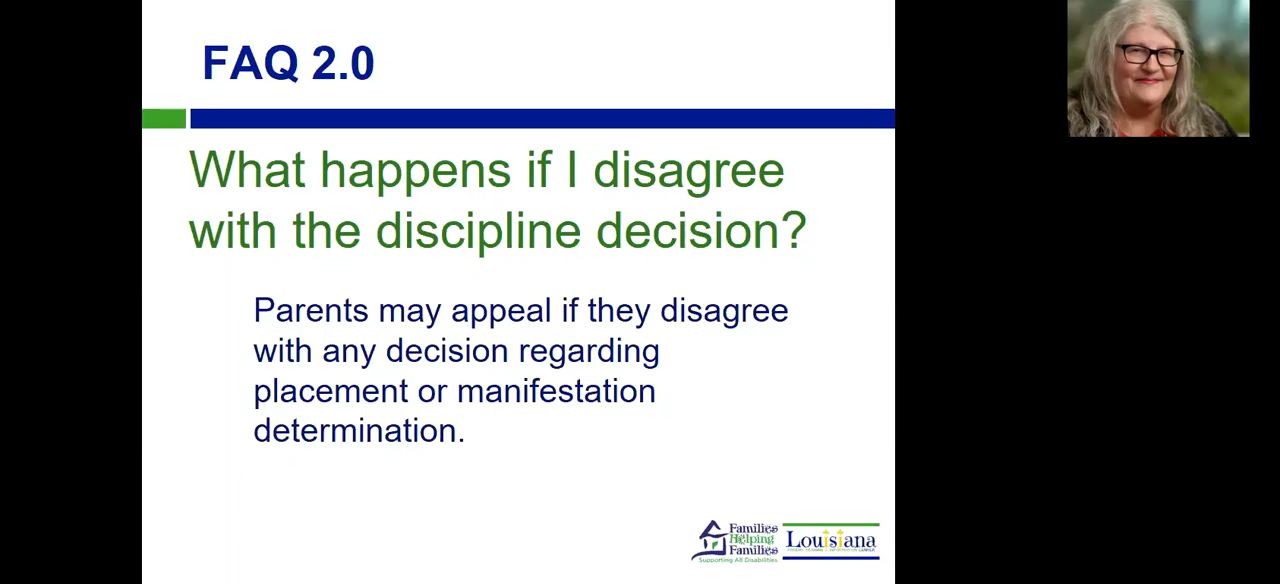 FAQ 2.0
What happens if I disagree
with the discipline decision?
Parents may appeal if they disagree
with any decision regarding
placement or manifestation
determination.
Families
Helping
Families
Supporting All Disabilities
Louisiana